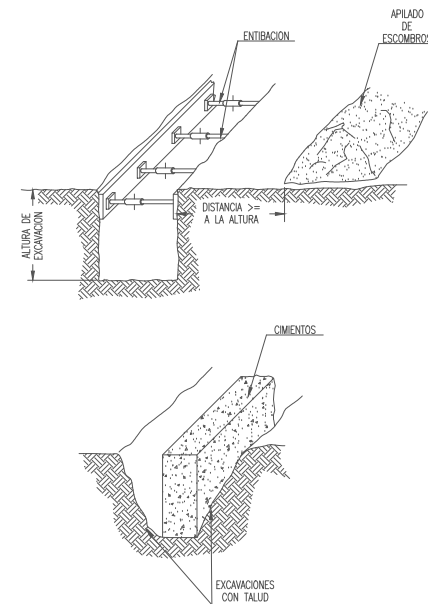 APILADO
DE
ESCOMBROS
ENTIBACION
DISTANCIA >=
A LA ALTURA
ALTURA DE
EXCAVACION
CIMIENTOS
EXCAVACIONES
CON TALUD